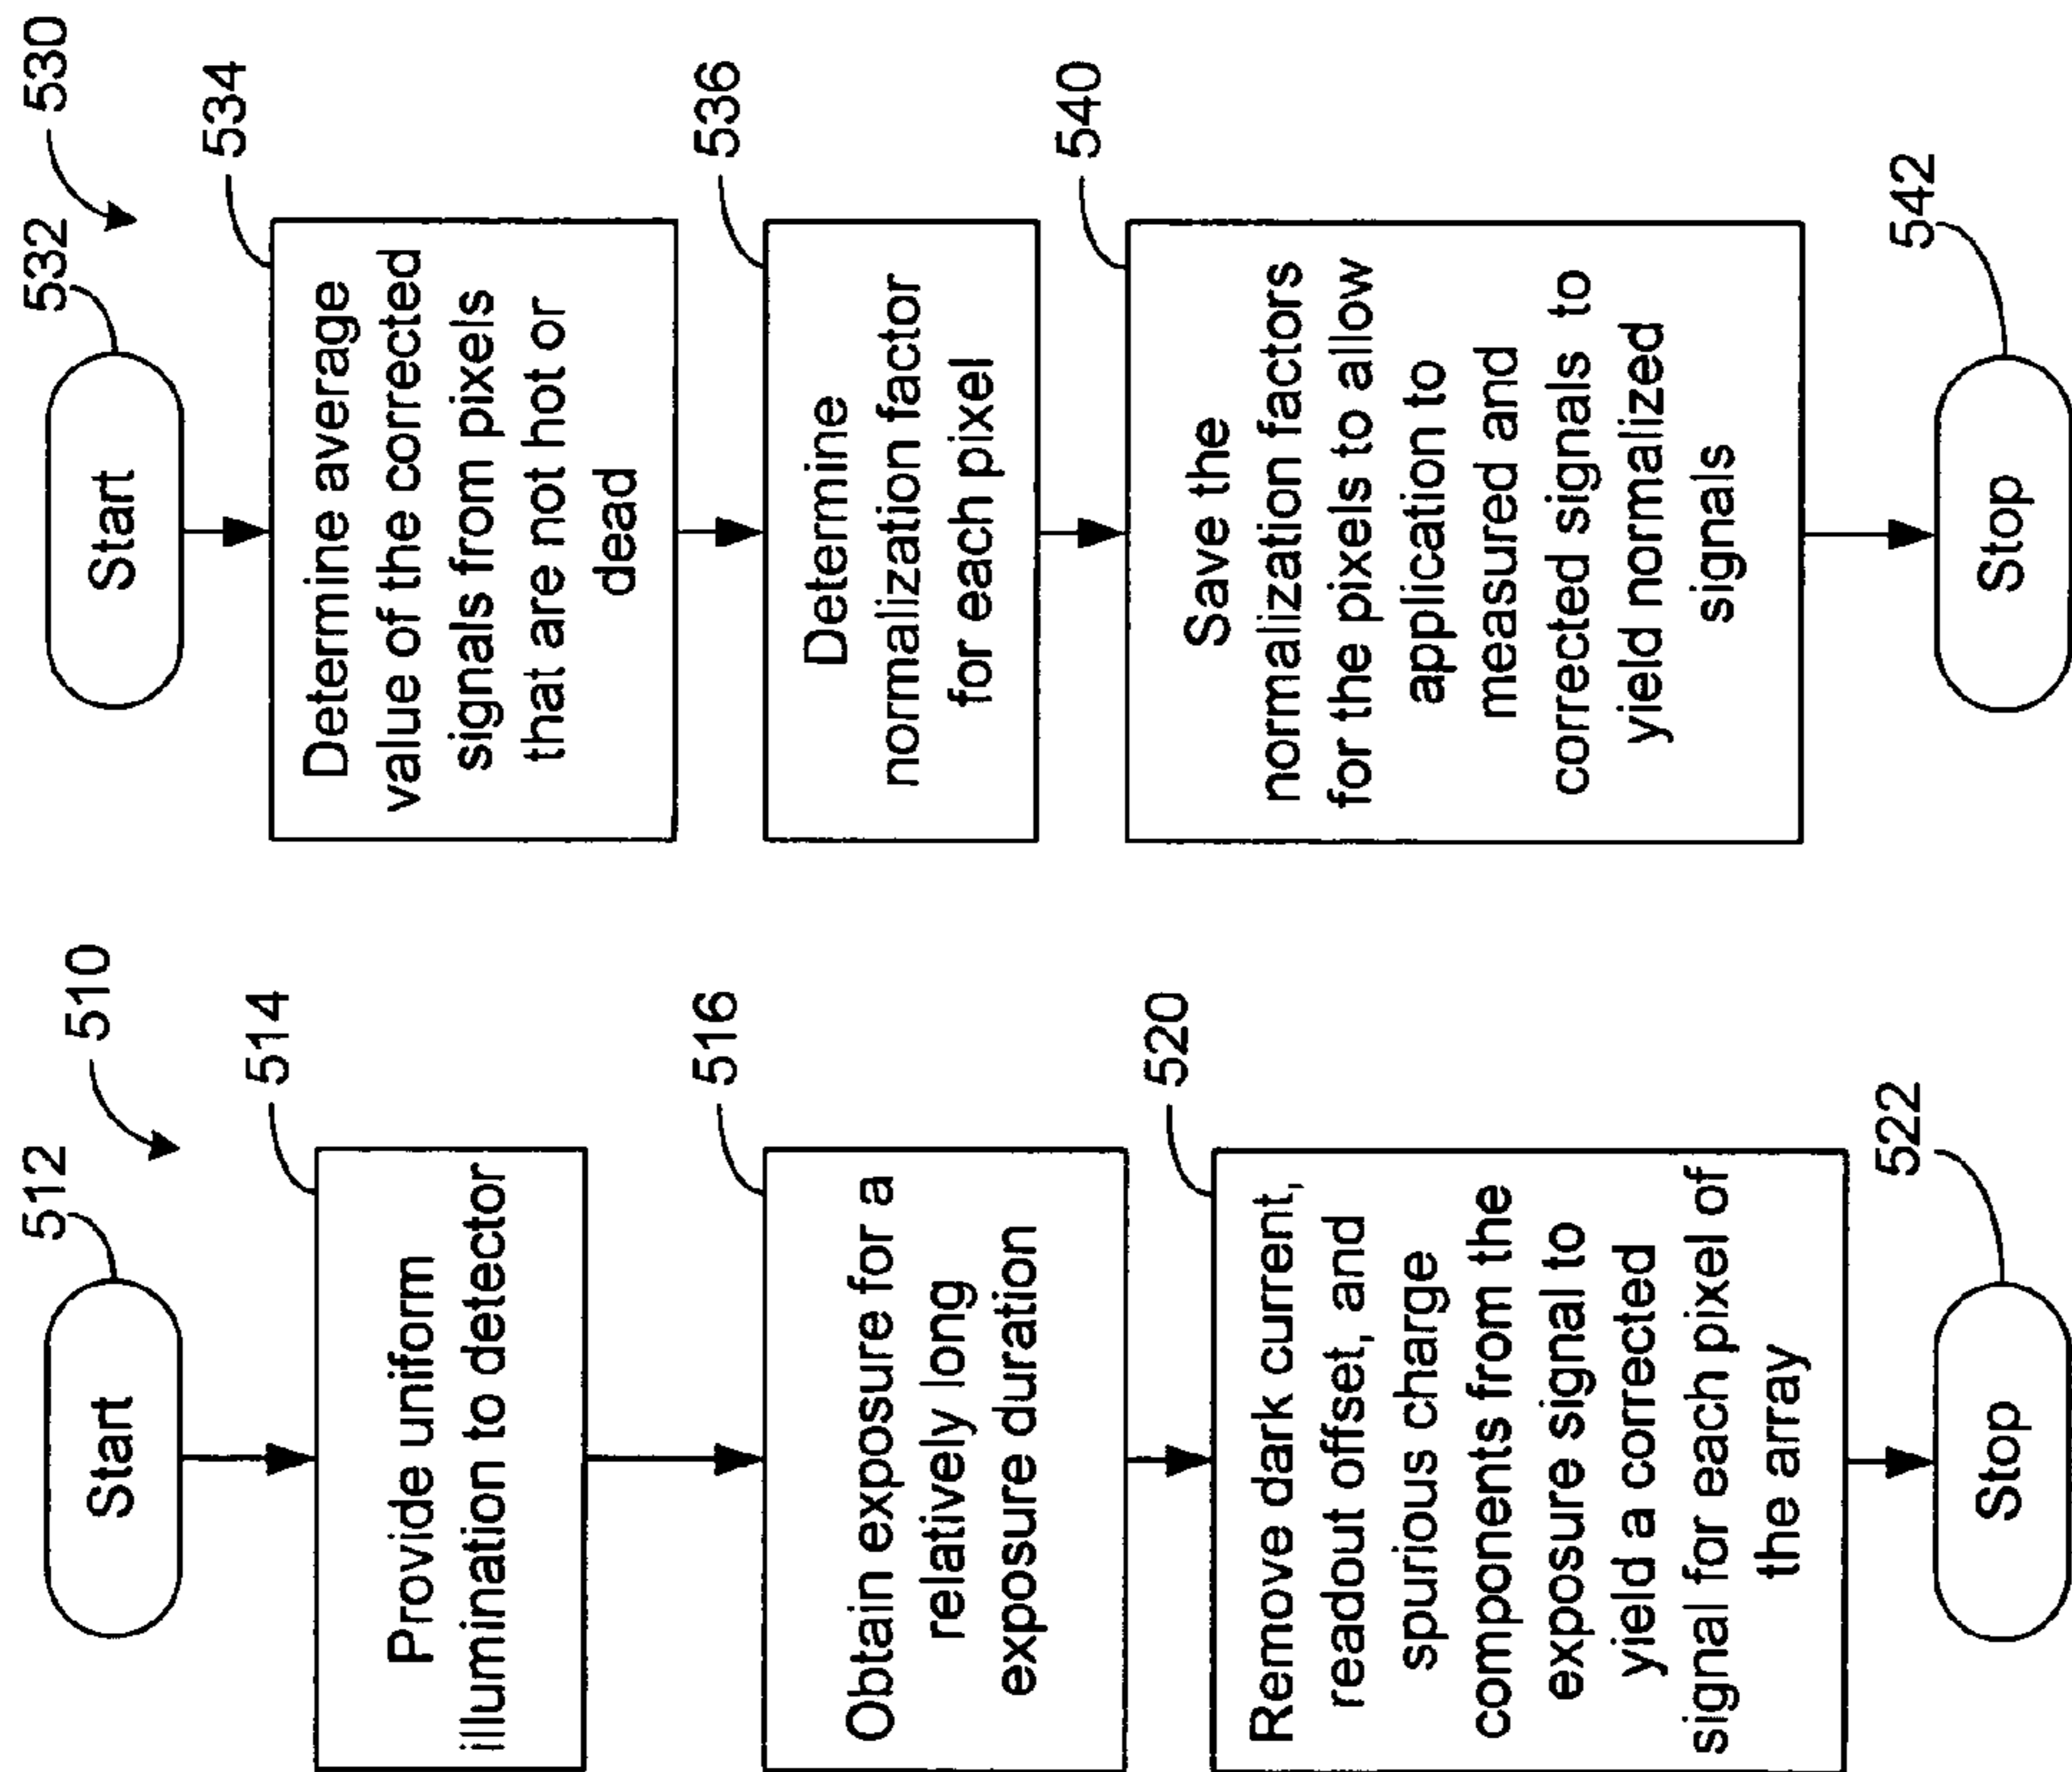 510
512
Start
514
Provide uniform
illumination to detector
516
Obtain exposure for a
relatively long
exposure duration
520
Remove dark current,
readout offset, and
spurious charge
components from the
exposure signal to
yield a corrected
signal for each pixel of
the array
522
Stop
530
532
Start
534
Determine average
value of the corrected
signals from pixels
that are not hot or
dead
536
Determine
normalization factor
for each pixel
540
Save the
normalization factors
for the pixels to allow
application to
measured and
corrected signals to
yield normalized
signals
542
Stop